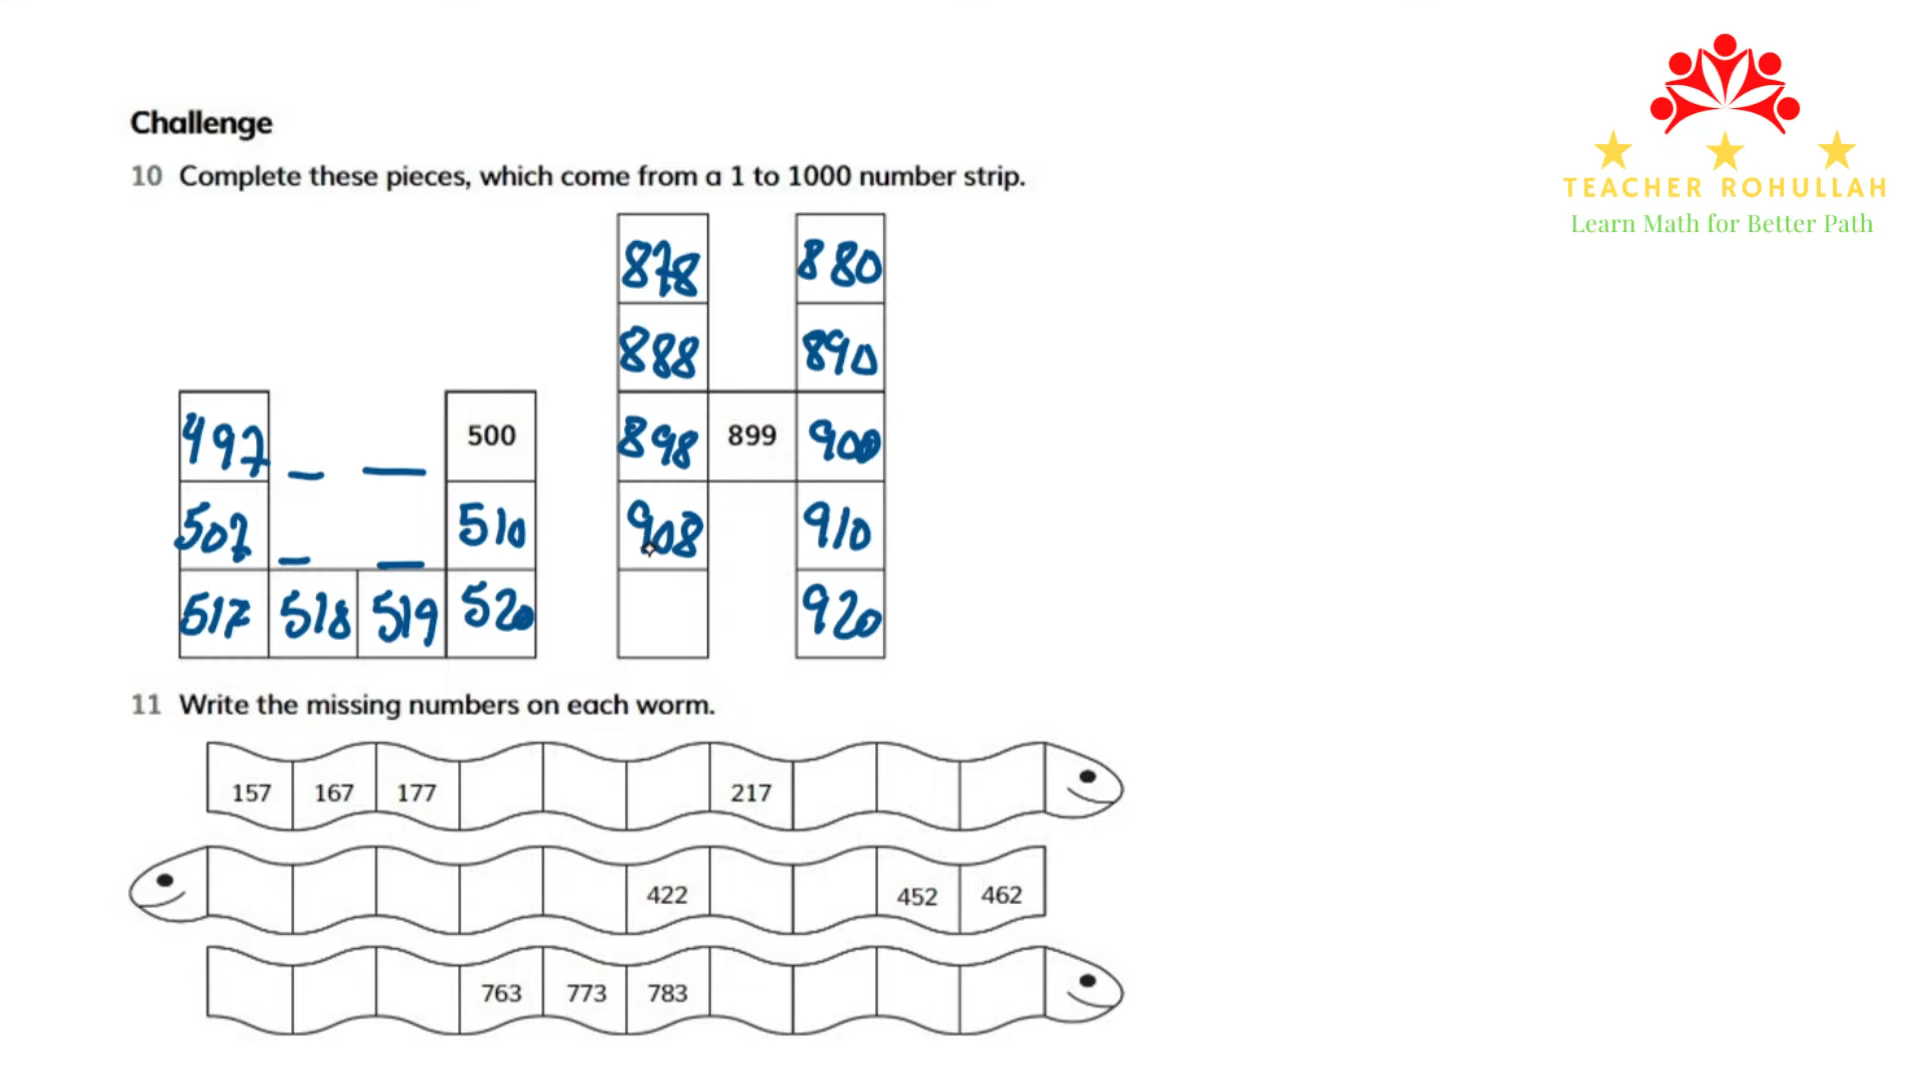 TEACHER ROHULLAH
Learn Math for Better Path
Challenge
10 Complete these pieces, which come from a 1 to 1000 number strip.
878 880
888 890
497 _ _ 500 898 899 900
507 _ _ 510 908 910
517 518 519 520 920
11 Write the missing numbers on each worm.
157 167 177 217
422 452 462
763 773 783